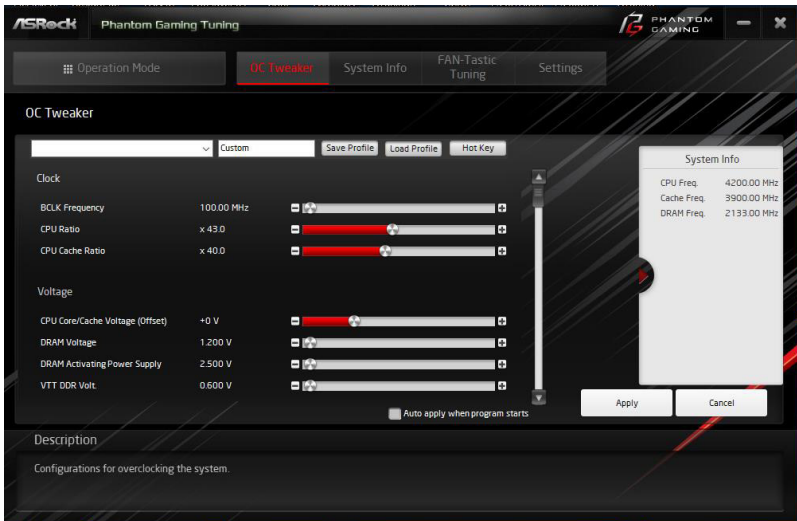 ASRock Phantom Gaming Tuning PHANTOM GAMING
Operation Mode OC Tweaker System Info FAN-Tastic Tuning Settings
OC Tweaker
Custom Save Profile Load Profile Hot Key
System Info
CPU Freq. 4200.00 MHz
Cache Freq. 3900.00 MHz
DRAM Freq. 2133.00 MHz
Clock
BCLK Frequency 100.00 MHz
CPU Ratio x 43.0
CPU Cache Ratio x 40.0
Voltage
CPU Core/Cache Voltage (Offset) +0 V
DRAM Voltage 1.200 V
DRAM Activating Power Supply 2.500 V
VTT DDR Volt. 0.600 V
Auto apply when program starts
Apply Cancel
Description
Configurations for overclocking the system.